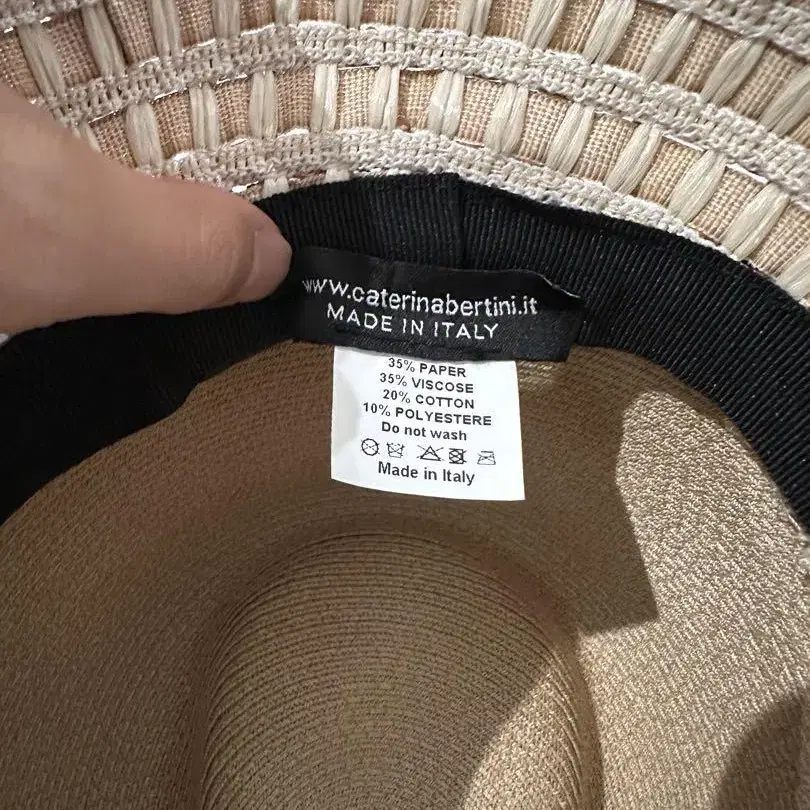 www.caterinabertini.it
MADE IN ITALY
35% PAPER
35% VISCOSE
20% COTTON
10% POLYESTERE
Do not wash
Made in Italy